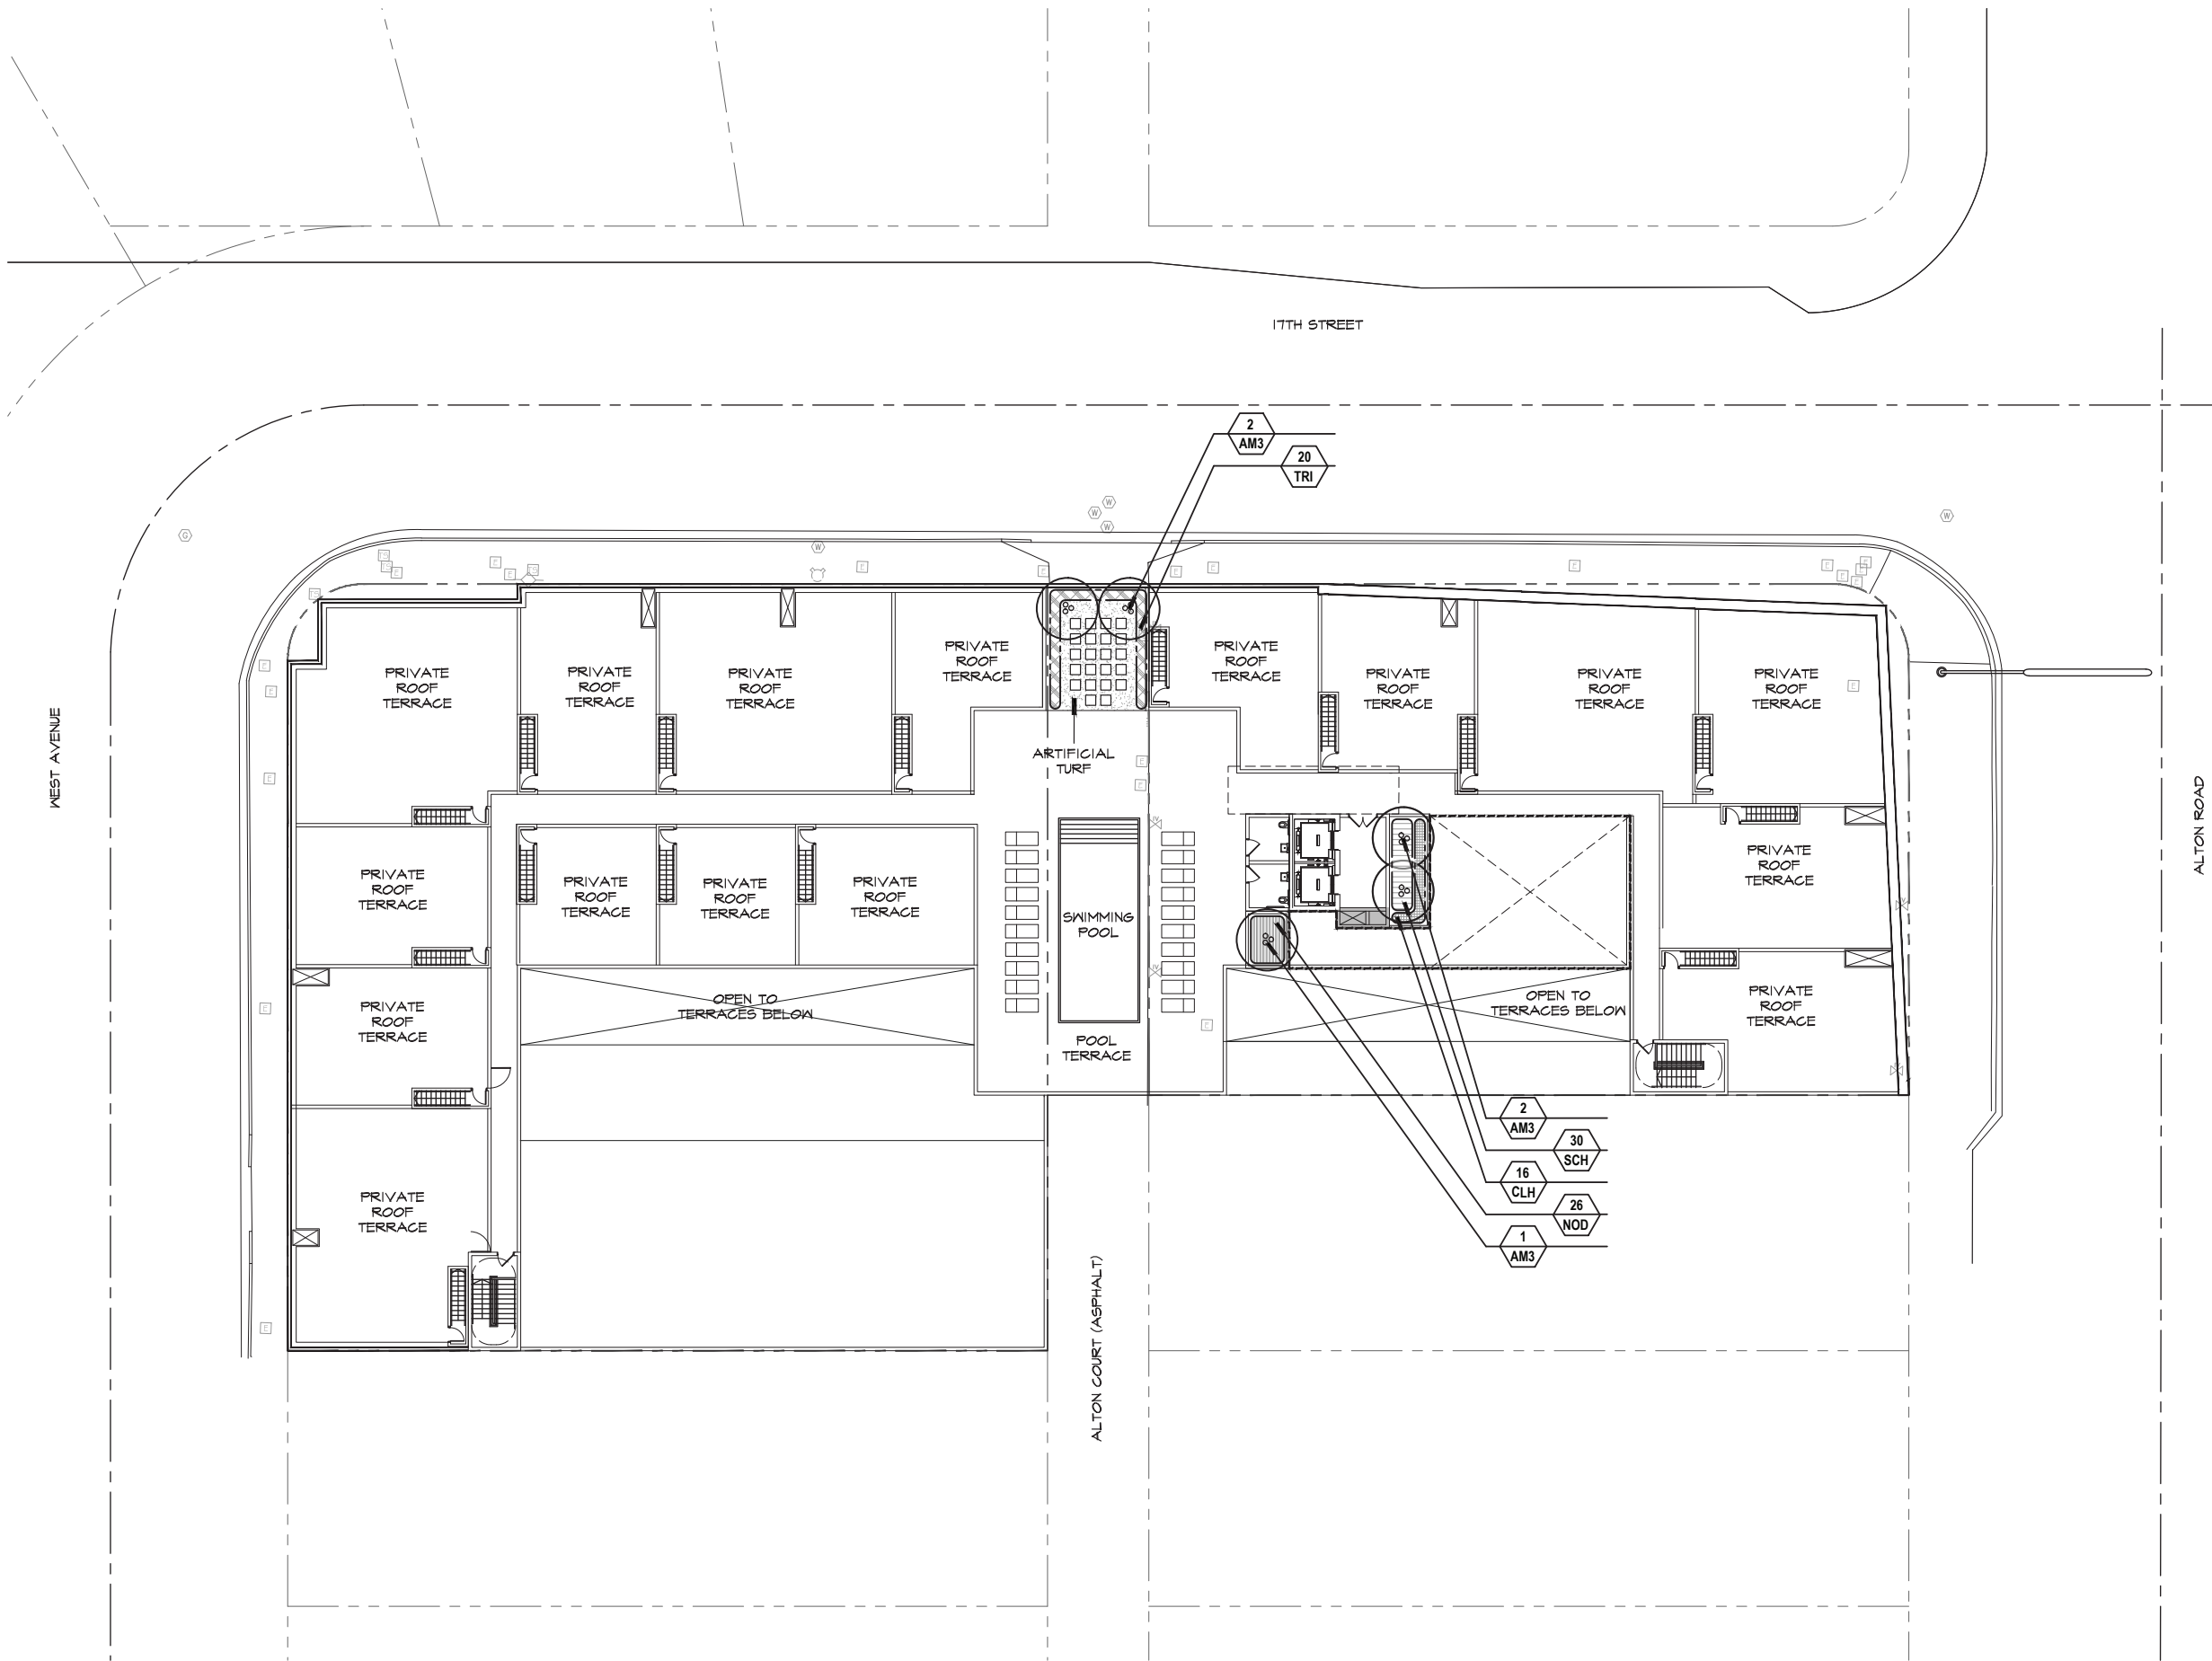 17TH STREET
2
AM3
20
TRI
W
W
W
W
W
G
TS
TS
E
TS
E
E
TS
E
E
E
E
E
E
E
E
E
E
PRIVATE
ROOF
TERRACE
PRIVATE
ROOF
TERRACE
PRIVATE
ROOF
TERRACE
PRIVATE
ROOF
TERRACE
PRIVATE
ROOF
TERRACE
PRIVATE
ROOF
TERRACE
PRIVATE
ROOF
TERRACE
PRIVATE
ROOF
TERRACE
E
E
E
E
WEST AVENUE
ARTIFICIAL
TURF
E
E
ALTON ROAD
PRIVATE
ROOF
TERRACE
PRIVATE
ROOF
TERRACE
PRIVATE
ROOF
TERRACE
PRIVATE
ROOF
TERRACE
PRIVATE
ROOF
TERRACE
SWIMMING
POOL
PRIVATE
ROOF
TERRACE
OPEN TO
TERRACES BELOW
OPEN TO
TERRACES BELOW
PRIVATE
ROOF
TERRACE
E
E
POOL
TERRACE
2
AM3
30
SCH
16
CLH
26
NOD
1
AM3
PRIVATE
ROOF
TERRACE
E
ALTON COURT (ASPHALT)